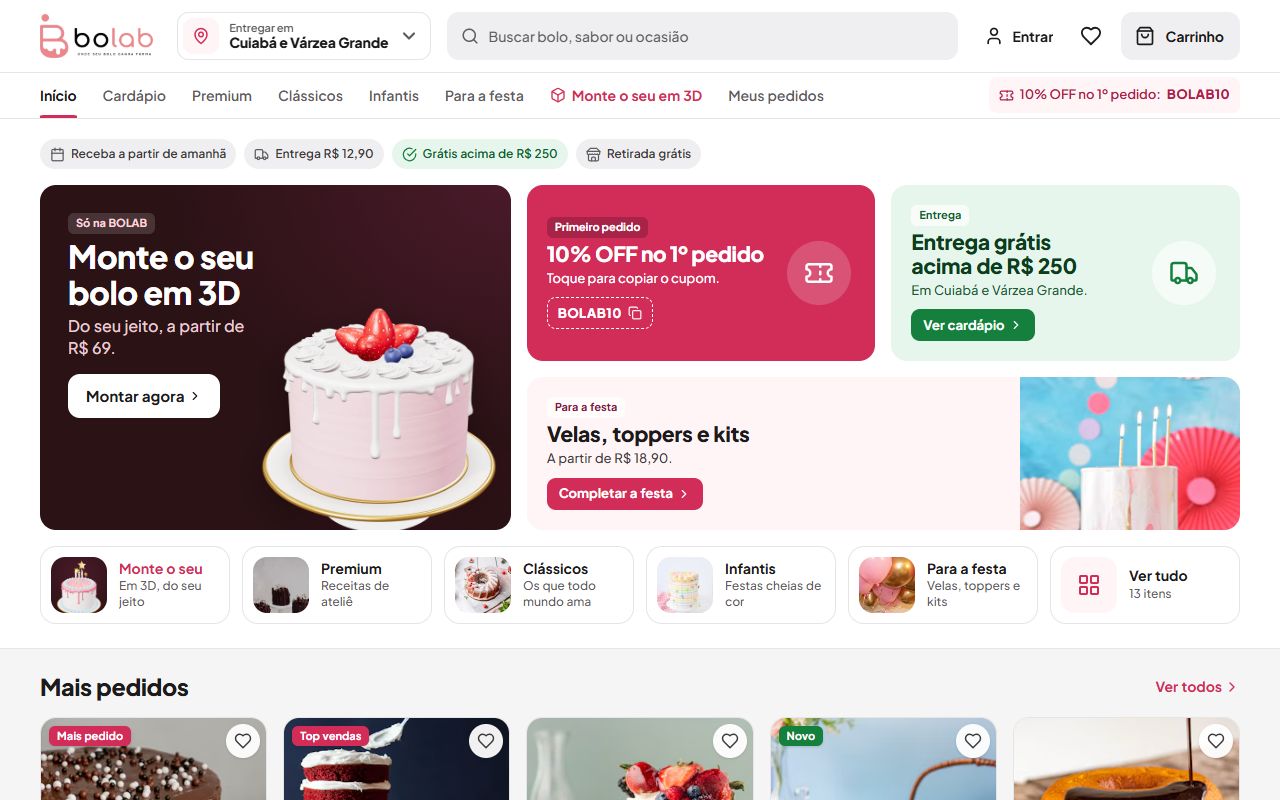 bolab
Entregar em
Cuiabá e Várzea Grande
Buscar bolo, sabor ou ocasião
Entrar
Carrinho
Início
Cardápio
Premium
Clássicos
Infantis
Para a festa
Monte o seu em 3D
Meus pedidos
10% OFF no 1º pedido: BOLAB10
Receba a partir de amanhã
Entrega R$ 12,90
Grátis acima de R$ 250
Retirada grátis
Só na BOLAB
Monte o seu
bolo em 3D
Do seu jeito, a partir de
R$ 69.
Montar agora
Primeiro pedido
10% OFF no 1º pedido
Toque para copiar o cupom.
BOLAB10
Entrega
Entrega grátis
acima de R$ 250
Em Cuiabá e Várzea Grande.
Ver cardápio
Para a festa
Velas, toppers e kits
A partir de R$ 18,90.
Completar a festa
Monte o seu
Em 3D, do seu
jeito
Premium
Receitas de
ateliê
Clássicos
Os que todo
mundo ama
Infantis
Festas cheias de
cor
Para a festa
Velas, toppers e
kits
Ver tudo
13 itens
Mais pedidos
Ver todos
Mais pedido
Top vendas
Novo